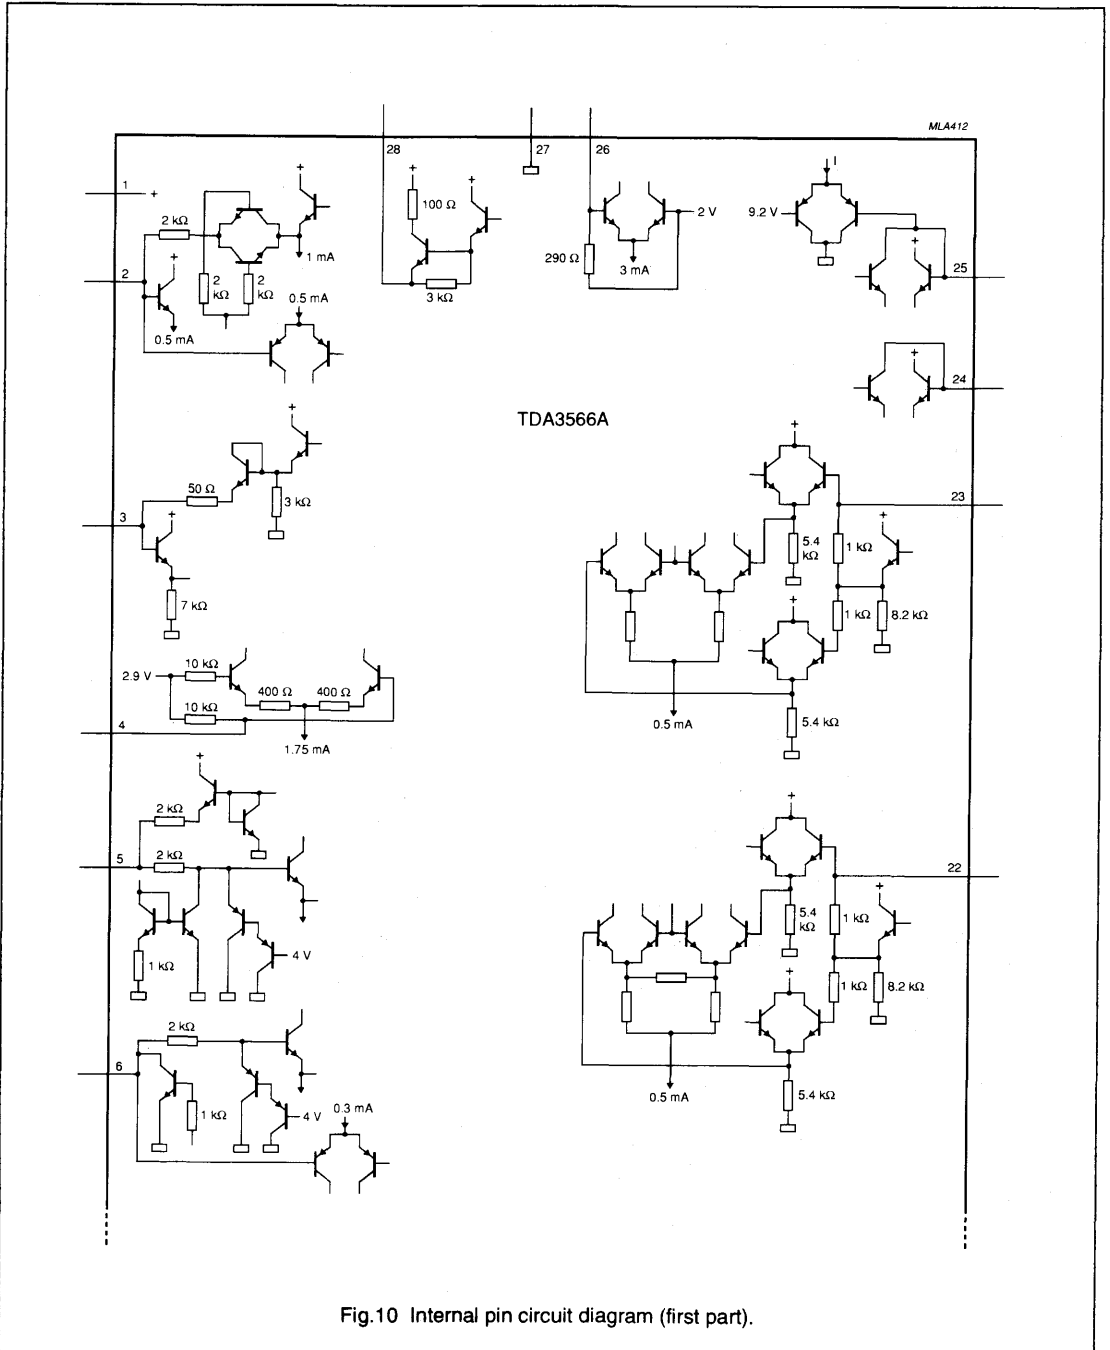 MLA412
28
27
26
1
+
2 kΩ
+
1 mA
2
+
2 kΩ
2 kΩ
0.5 mA
0.5 mA
+
100 Ω
+
3 kΩ
2 V
290 Ω
3 mA
I
9.2 V
+
25
+
24
TDA3566A
+
50 Ω
3 kΩ
3
+
7 kΩ
+
23
5.4 kΩ
1 kΩ
+
+
1 kΩ
8.2 kΩ
0.5 mA
5.4 kΩ
2.9 V
10 kΩ
400 Ω
400 Ω
10 kΩ
4
1.75 mA
+
2 kΩ
5
2 kΩ
1 kΩ
4 V
+
22
5.4 kΩ
1 kΩ
+
+
1 kΩ
8.2 kΩ
0.5 mA
5.4 kΩ
2 kΩ
6
1 kΩ
4 V
0.3 mA
Fig.10 Internal pin circuit diagram (first part).